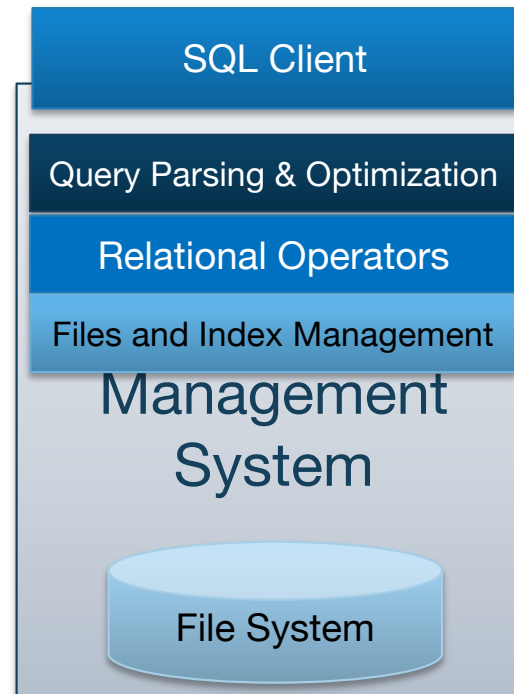 SQL Client
Query Parsing & Optimization
Relational Operators
Files and Index Management
Management
System
File System